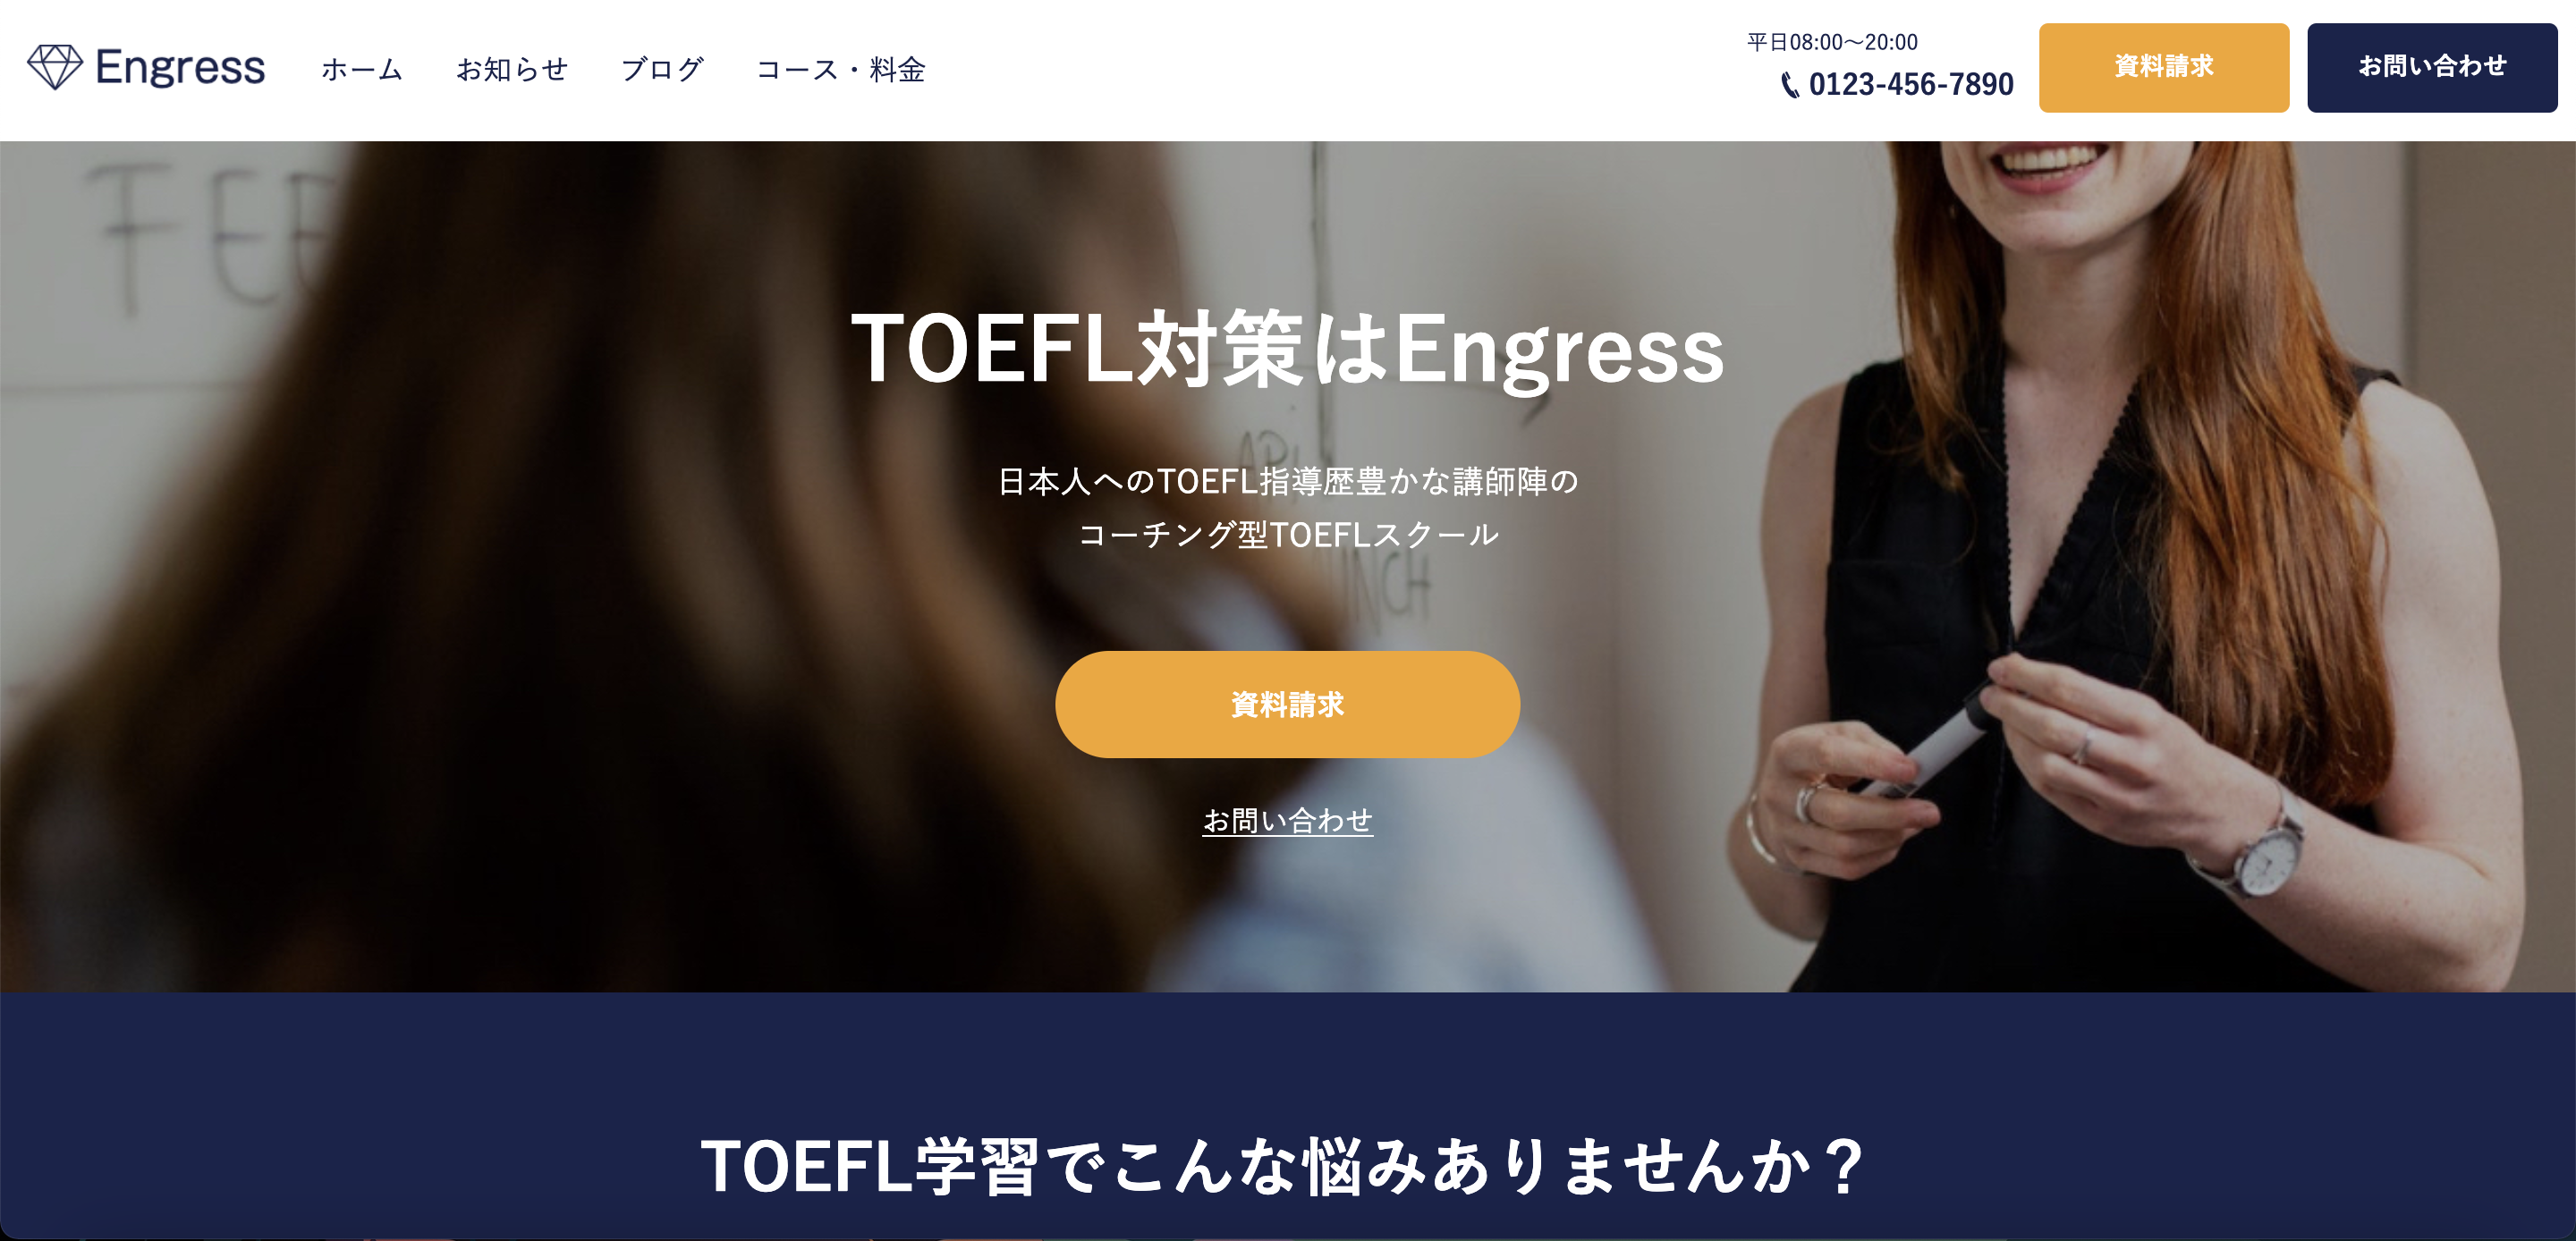 Engress
ホーム
お知らせ
ブログ
コース・料金
平日08:00〜20:00
0123-456-7890
資料請求
お問い合わせ
TOEFL対策はEngress
日本人へのTOEFL指導歴豊かな講師陣の
コーチング型TOEFLスクール
資料請求
お問い合わせ
TOEFL学習でこんな悩みありませんか？